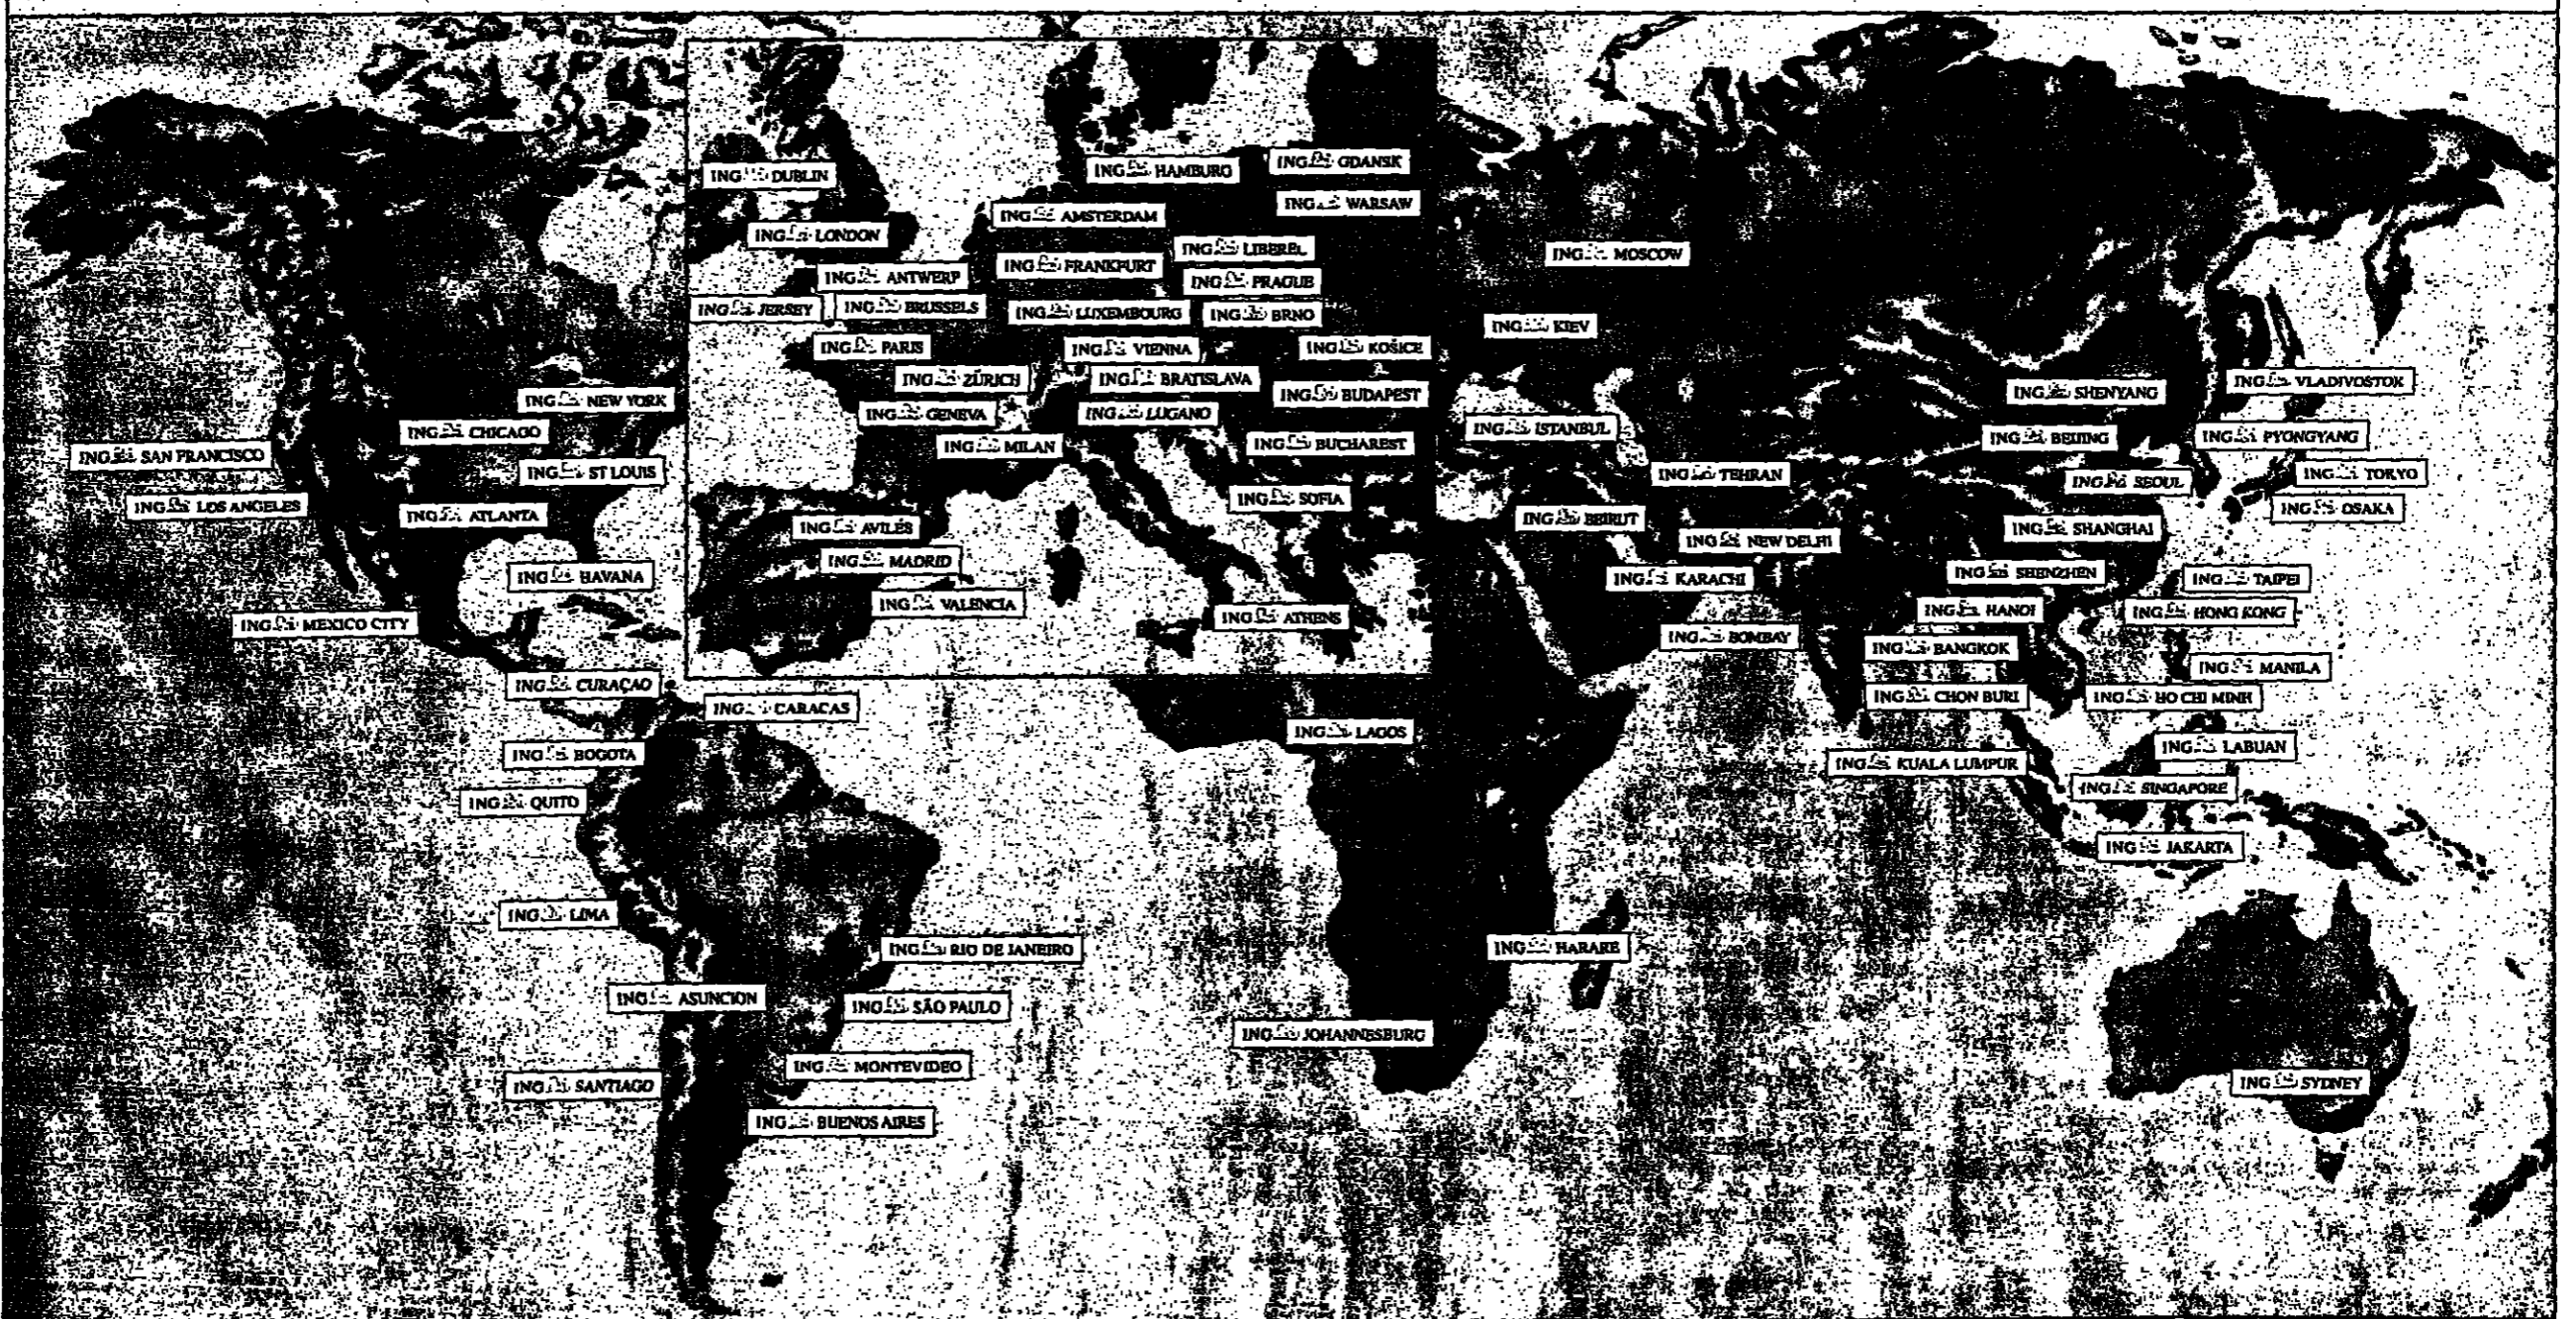 ING DUBLIN
ING HAMBURG
ING GDANSK
ING WARSAW
ING AMSTERDAM
ING LONDON
ING LIBEREL
ING MOSCOW
ING FRANKFURT
ING ANTWERP
ING PRAGUE
ING JERSEY
ING BRUSSELS
ING LUXEMBOURG
ING BRNO
ING KIEV
ING PARIS
ING VIENNA
ING KOŠICE
ING ZÜRICH
ING BRATISLAVA
ING BUDAPEST
ING SHENYANG
ING VLADIVOSTOK
ING NEW YORK
ING GENEVA
ING LUGANO
ING ISTANBUL
ING CHICAGO
ING MILAN
ING BUCHAREST
ING BEIJING
ING PYONGYANG
ING SAN FRANCISCO
ING ST LOUIS
ING TEHRAN
ING SEOUL
ING TOKYO
ING LOS ANGELES
ING ATLANTA
ING SOFIA
ING OSAKA
ING AVILÉS
ING BEIRUT
ING SHANGHAI
ING NEW DELHI
ING MADRID
ING HAVANA
ING KARACHI
ING SHENZHEN
ING TAIPEI
ING VALENCIA
ING ATHENS
ING HANOI
ING HONG KONG
ING MEXICO CITY
ING BOMBAY
ING BANGKOK
ING MANILA
ING CURAÇAO
ING CARACAS
ING CHON BURI
ING HO CHI MINH
ING LAGOS
ING BOGOTA
ING LABUAN
ING KUALA LUMPUR
ING QUITO
ING SINGAPORE
ING JAKARTA
ING LIMA
ING RIO DE JANEIRO
ING HARARE
ING ASUNCION
ING SÃO PAULO
ING JOHANNESBURG
ING MONTEVIDEO
ING SANTIAGO
ING SYDNEY
ING BUENOS AIRES